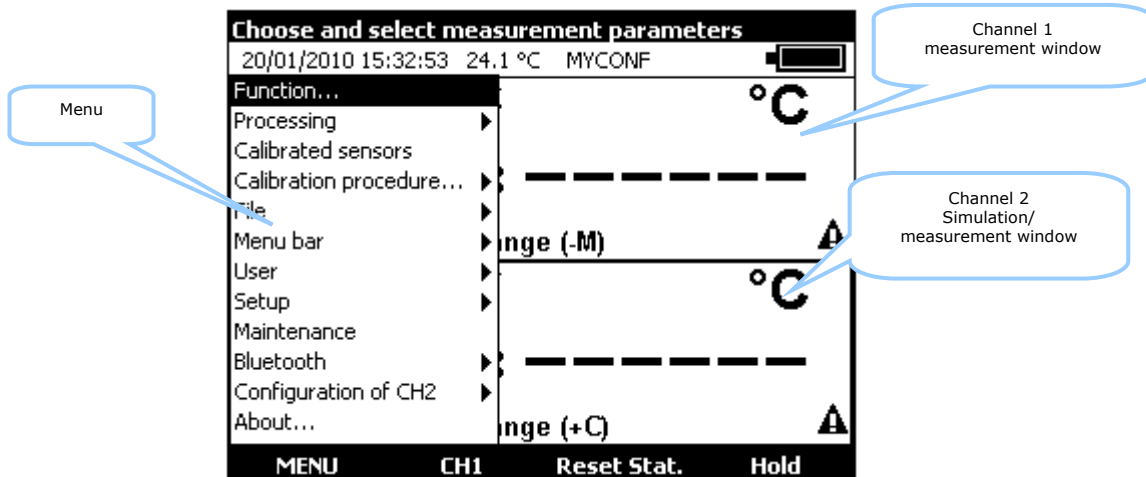 Choose and select measurement parameters
20/01/2010 15:32:53 24.1 °C MYCONF
Function...
Processing
Calibrated sensors
Calibration procedure...
File
Menu bar
User
Setup
Maintenance
Bluetooth
Configuration of CH2
About...
°C
– – – – – –
nge (-M)
°C
– – – – – –
nge (+C)
MENU CH1 Reset Stat. Hold
Menu
Channel 1
measurement window
Channel 2
Simulation/
measurement window